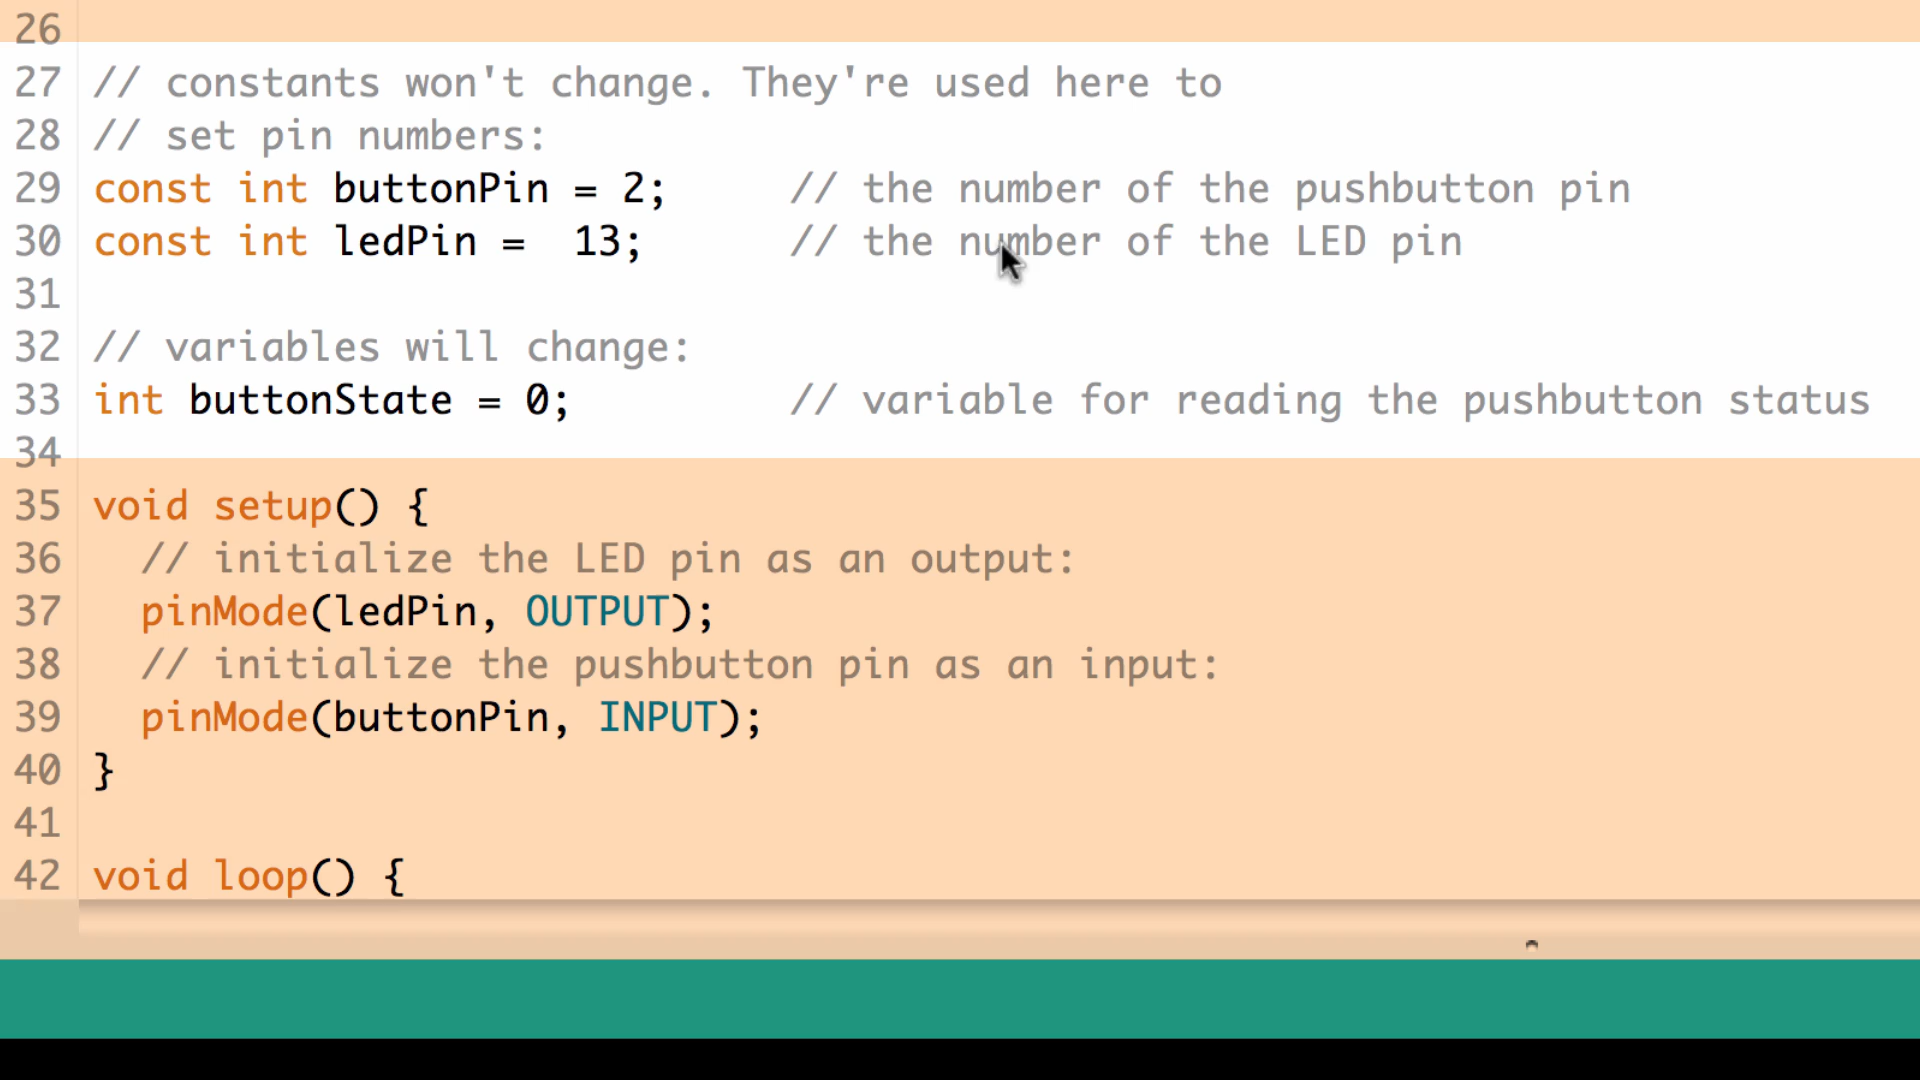 26
27 // constants won't change. They're used here to
28 // set pin numbers:
29 const int buttonPin = 2;     // the number of the pushbutton pin
30 const int ledPin =  13;      // the number of the LED pin
31
32 // variables will change:
33 int buttonState = 0;         // variable for reading the pushbutton status
34
35 void setup() {
36   // initialize the LED pin as an output:
37   pinMode(ledPin, OUTPUT);
38   // initialize the pushbutton pin as an input:
39   pinMode(buttonPin, INPUT);
40 }
41
42 void loop() {